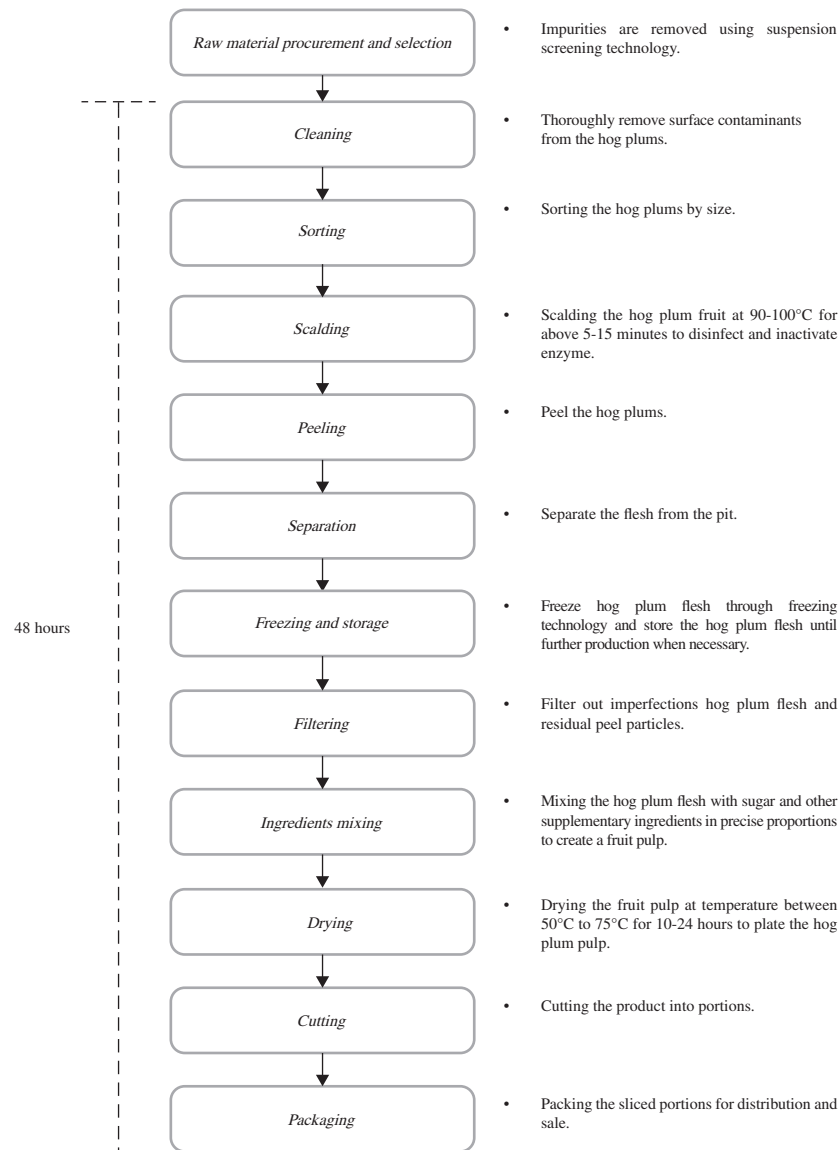 Raw material procurement and selection
• Impurities are removed using suspension
screening technology.
Cleaning
• Thoroughly remove surface contaminants
from the hog plums.
Sorting
• Sorting the hog plums by size.
Scalding
• Scalding the hog plum fruit at 90-100°C for
above 5-15 minutes to disinfect and inactivate
enzyme.
Peeling
• Peel the hog plums.
Separation
• Separate the flesh from the pit.
48 hours
Freezing and storage
• Freeze hog plum flesh through freezing
technology and store the hog plum flesh until
further production when necessary.
Filtering
• Filter out imperfections hog plum flesh and
residual peel particles.
Ingredients mixing
• Mixing the hog plum flesh with sugar and other
supplementary ingredients in precise proportions
to create a fruit pulp.
Drying
• Drying the fruit pulp at temperature between
50°C to 75°C for 10-24 hours to plate the hog
plum pulp.
Cutting
• Cutting the product into portions.
Packaging
• Packing the sliced portions for distribution and
sale.